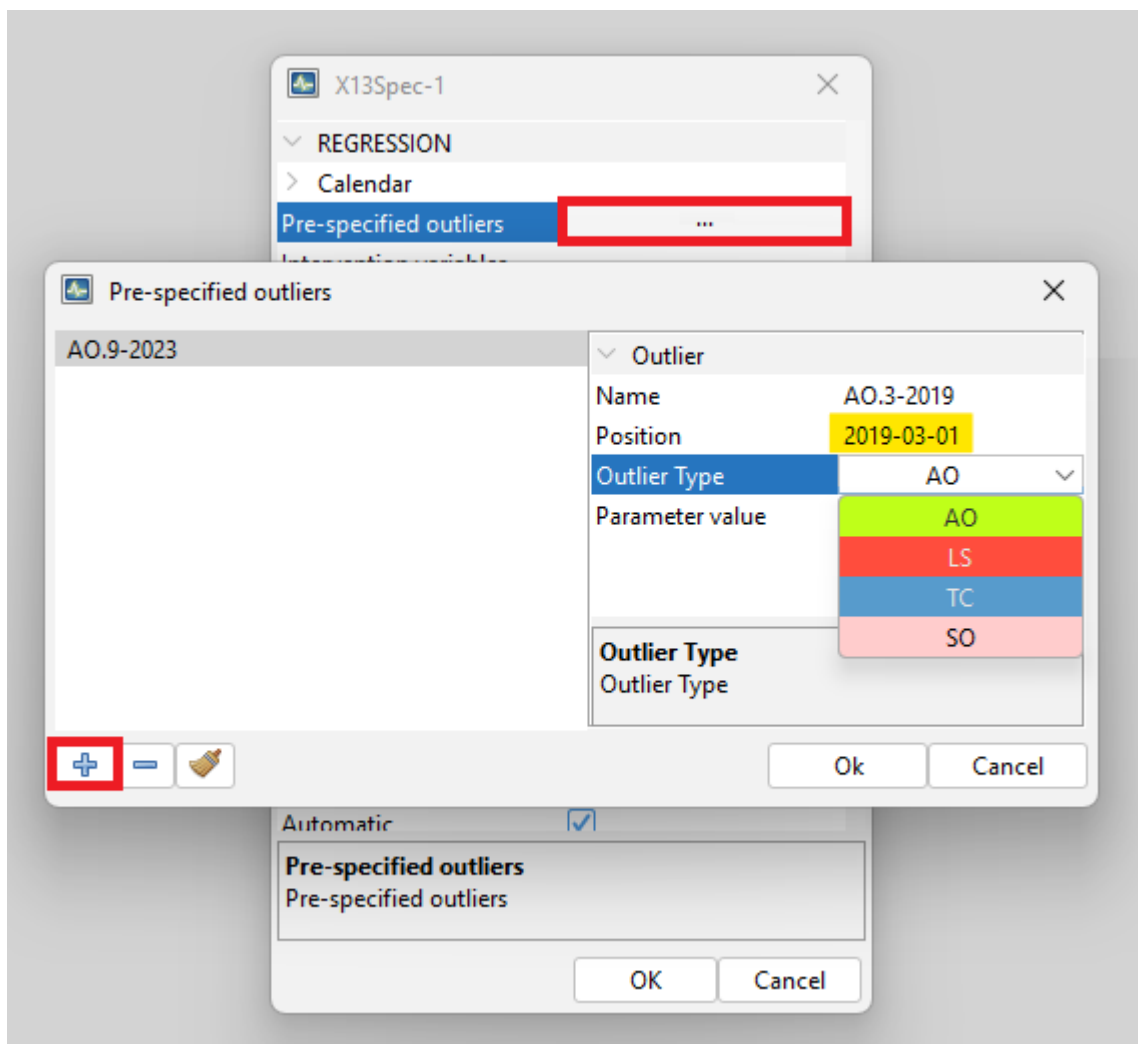 X13Spec-1
REGRESSION
Calendar
Pre-specified outliers ...
Pre-specified outliers
AO.9-2023
Outlier
Name AO.3-2019
Position 2019-03-01
Outlier Type AO
Parameter value AO
LS
TC
SO
Outlier Type
Outlier Type
Ok Cancel
Automatic
Pre-specified outliers
Pre-specified outliers
OK Cancel